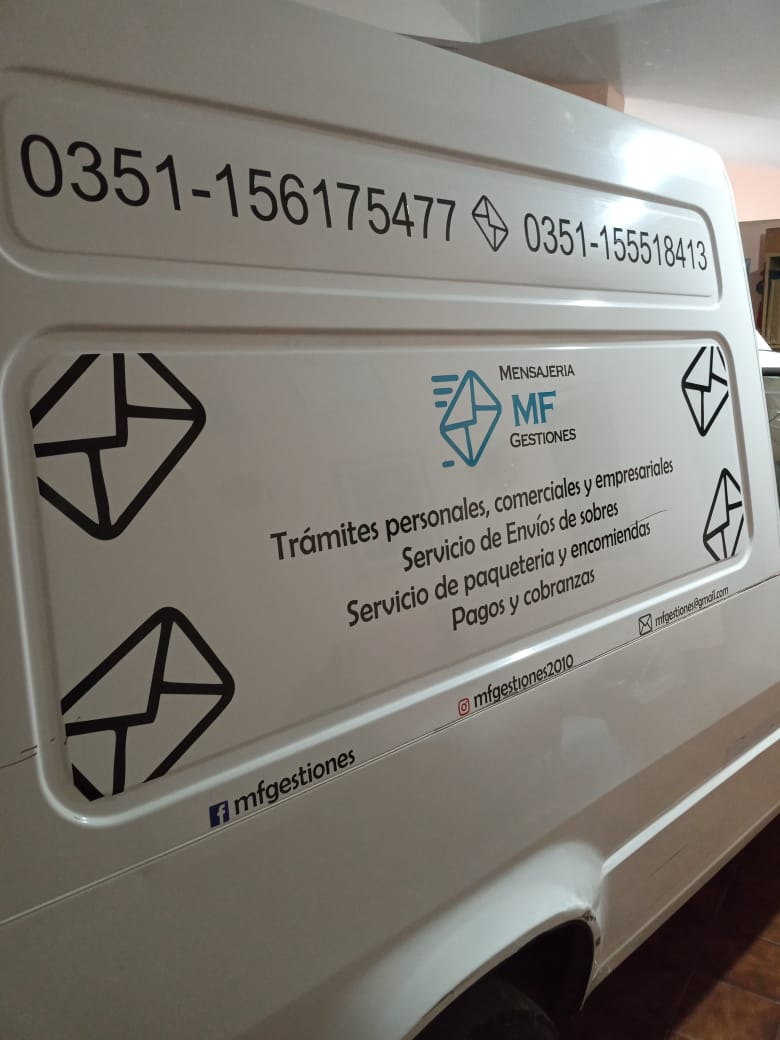 0351-156175477 0351-155518413
MENSAJERIA
MF
GESTIONES
Trámites personales, comerciales y empresariales
Servicio de Envíos de sobres
Servicio de paqueteria y encomiendas
Pagos y cobranzas
mfgestiones@gmail.com
mfgestiones2010
mfgestiones